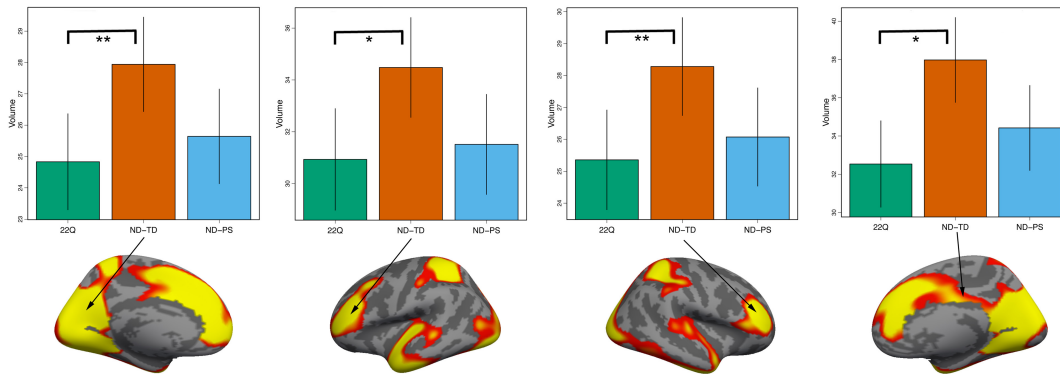 Volume
29
28
27
26
25
24
23
**
22Q
ND−TD
ND−PS
Volume
36
34
32
30
*
22Q
ND−TD
ND−PS
Volume
30
29
28
27
26
25
24
**
22Q
ND−TD
ND−PS
Volume
40
38
36
34
32
30
*
22Q
ND−TD
ND−PS